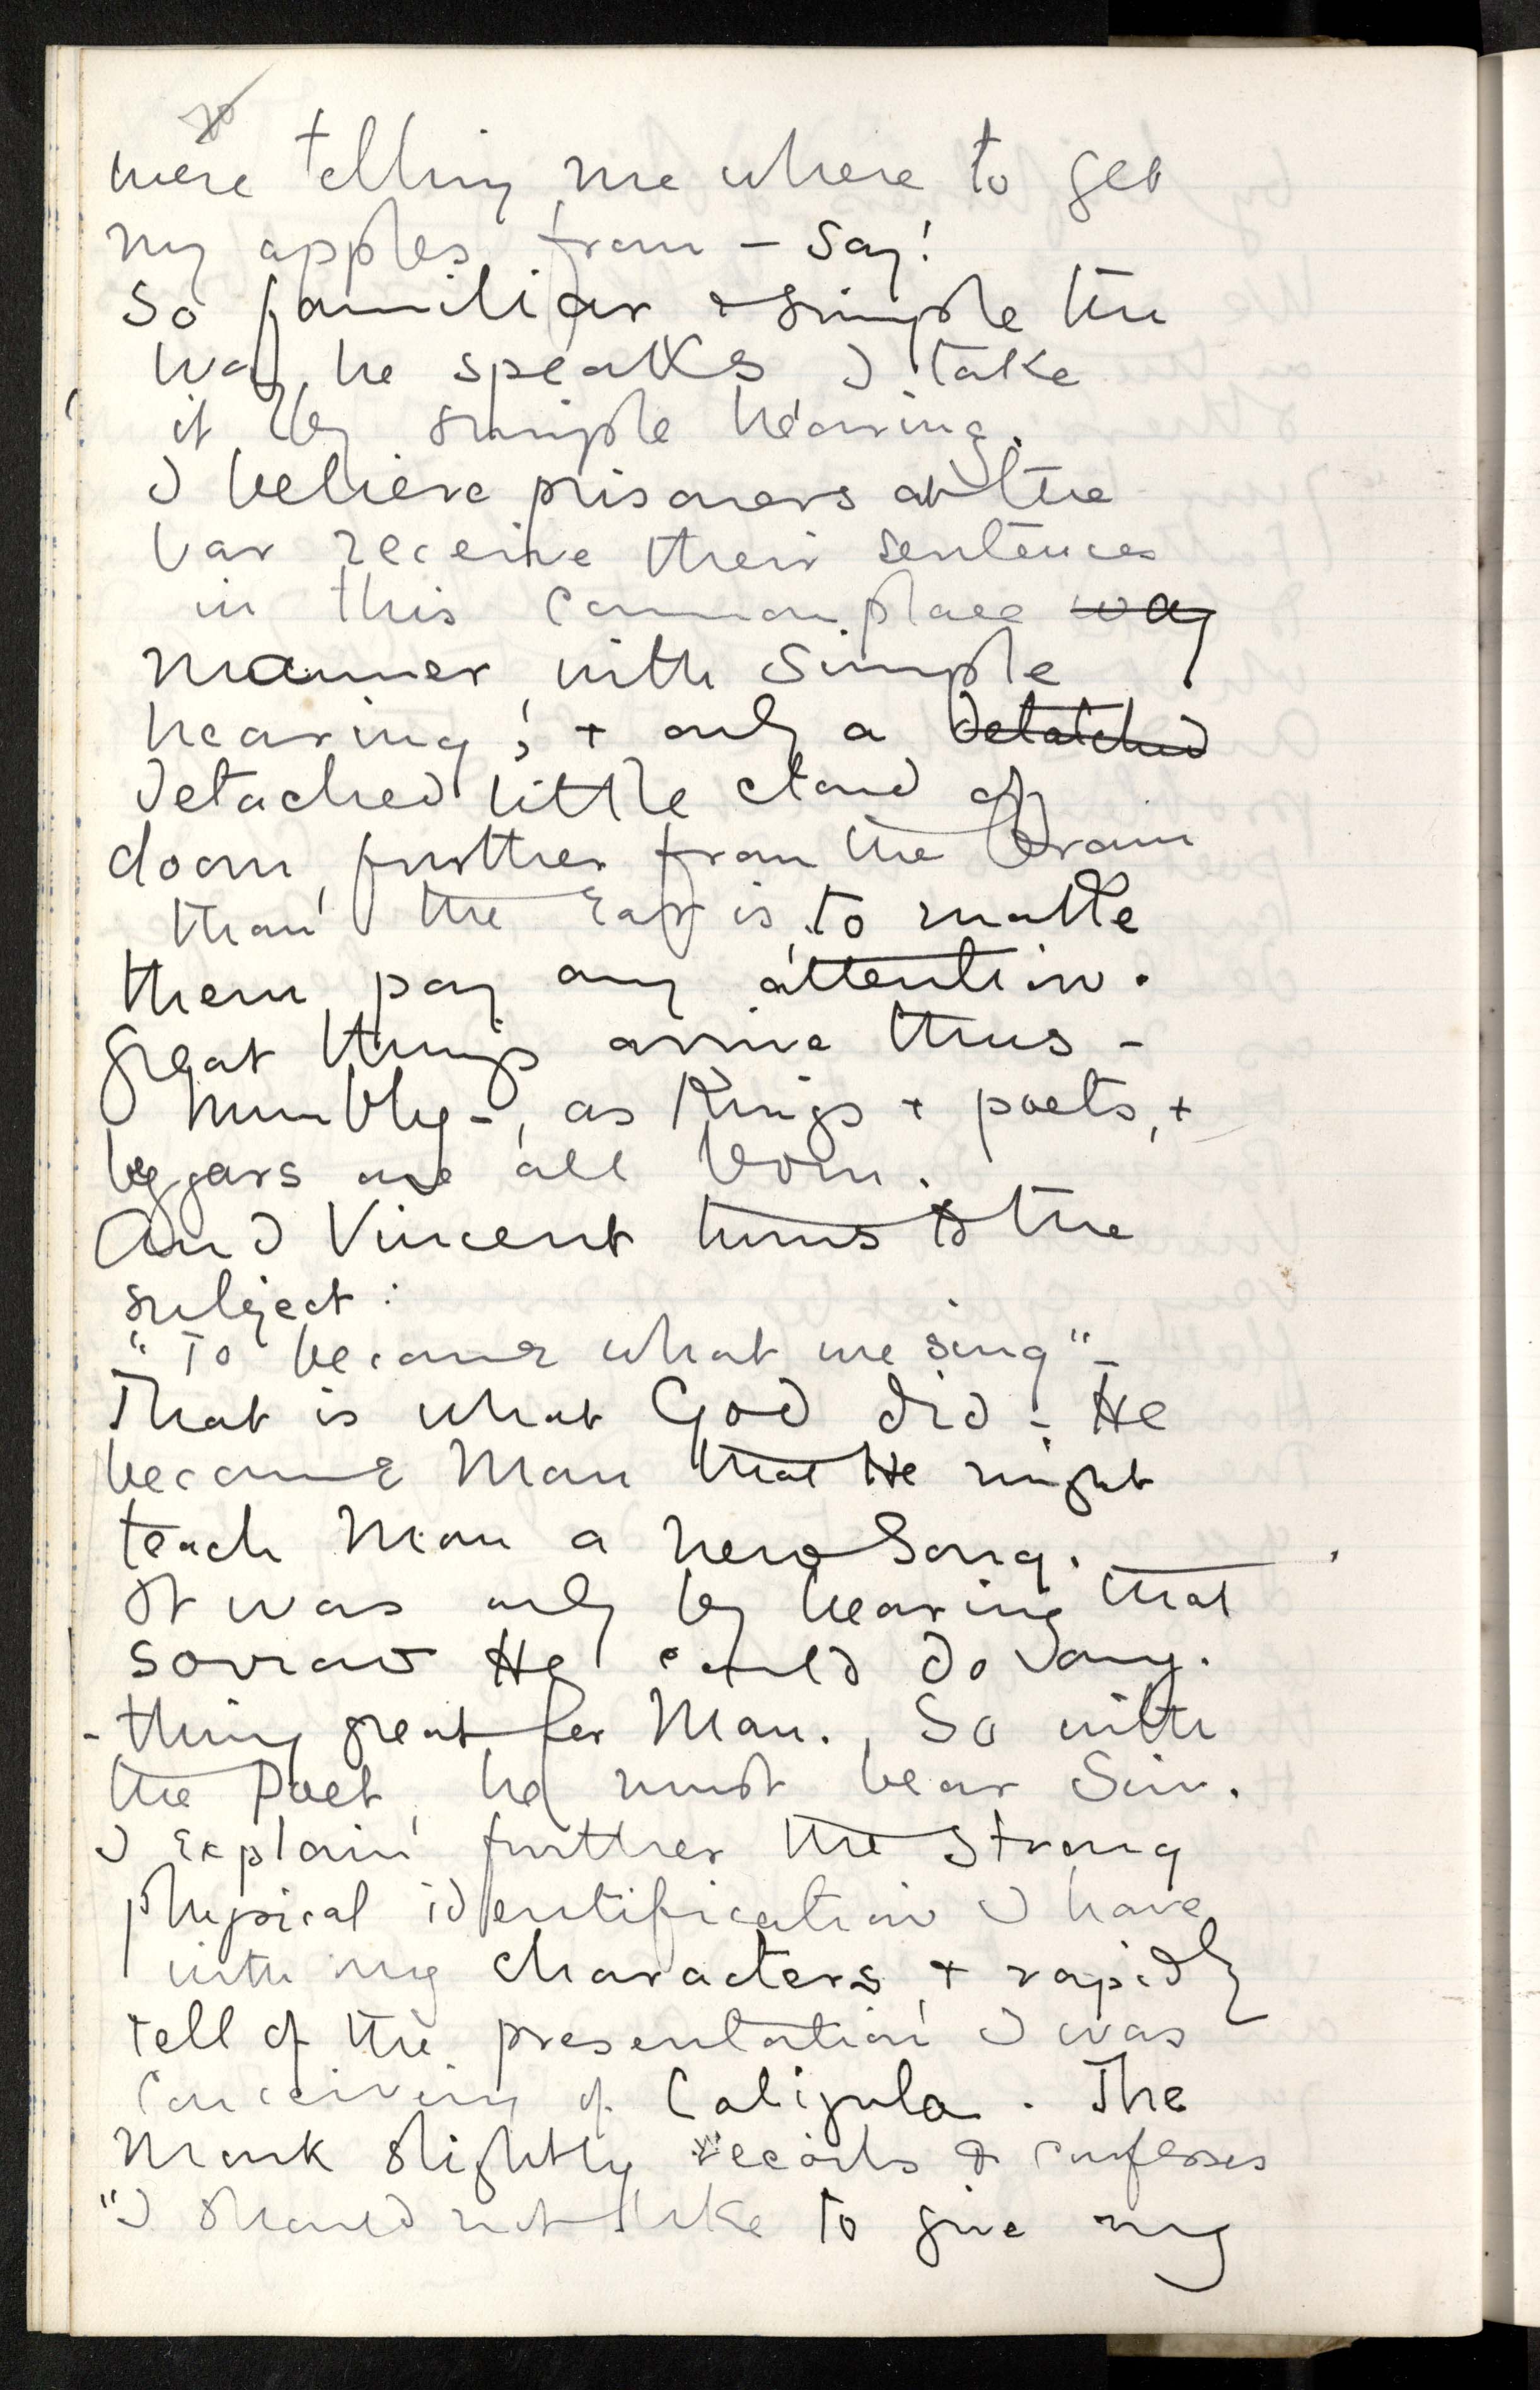 were telling me where to get
my apples from - say!
So familiar & simple the
way he speaks I take
it by simple hearing.
I believe prisoners at the
bar receive their sentences
in this commonplace way
manner with simple
hearing; + only a detatched
detached little cloud of
doom, further from the brain
than the Ear is, to make
them pay any attention.
Great things arrive thus -
humbly -, as Kings + poets, +
beggars are all born.
And Vincent turns to the
subject:
"To become what we sing" -
That is what God did - He
became Man that He might
teach Man a new Song.
It was only by bearing that
sorrow He could do any-
-thing great for Man. So with
the Poet, he must bear Sin.
I Explain further the strong
physical identification I have
with my characters, + rapidly
tell of the presentation I was
conceiving of Caligula. The
Monk slightly recoils & confesses
"I should not like to give my